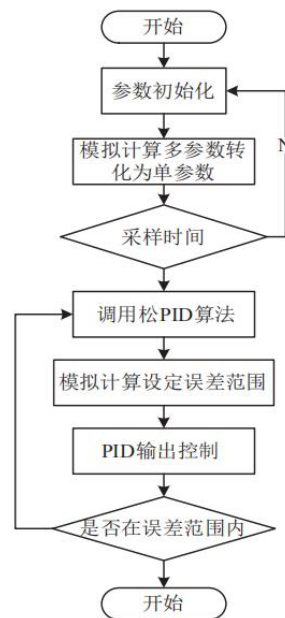 开始
参数初始化
模拟计算多参数转
化为单参数
N
采样时间
调用松PID算法
模拟计算设定误差范围
PID输出控制
是否在误差范围内
开始